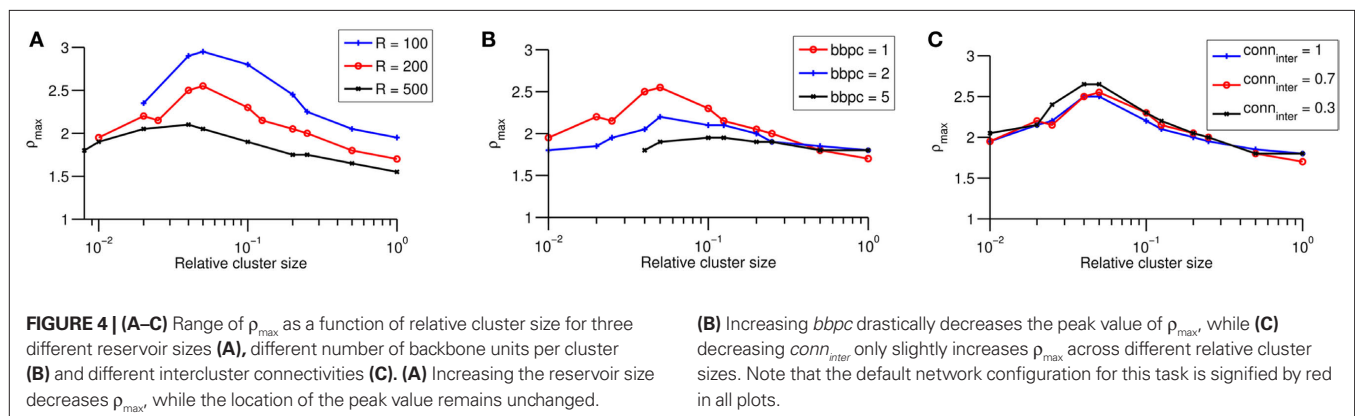 A
R = 100
R = 200
R = 500
3
2.5
2
1.5
1
ρmax
10⁻²
10⁻¹
10⁰
Relative cluster size
B
bbpc = 1
bbpc = 2
bbpc = 5
3
2.5
2
1.5
1
ρmax
10⁻²
10⁻¹
10⁰
Relative cluster size
C
conninter = 1
conninter = 0.7
conninter = 0.3
3
2.5
2
1.5
1
ρmax
10⁻²
10⁻¹
10⁰
Relative cluster size
FIGURE 4 | (A–C) Range of ρmax as a function of relative cluster size for three
different reservoir sizes (A), different number of backbone units per cluster
(B) and different intercluster connectivities (C). (A) Increasing the reservoir size
decreases ρmax, while the location of the peak value remains unchanged.
(B) Increasing bbpc drastically decreases the peak value of ρmax, while (C)
decreasing conninter only slightly increases ρmax across different relative cluster
sizes. Note that the default network configuration for this task is signified by red
in all plots.